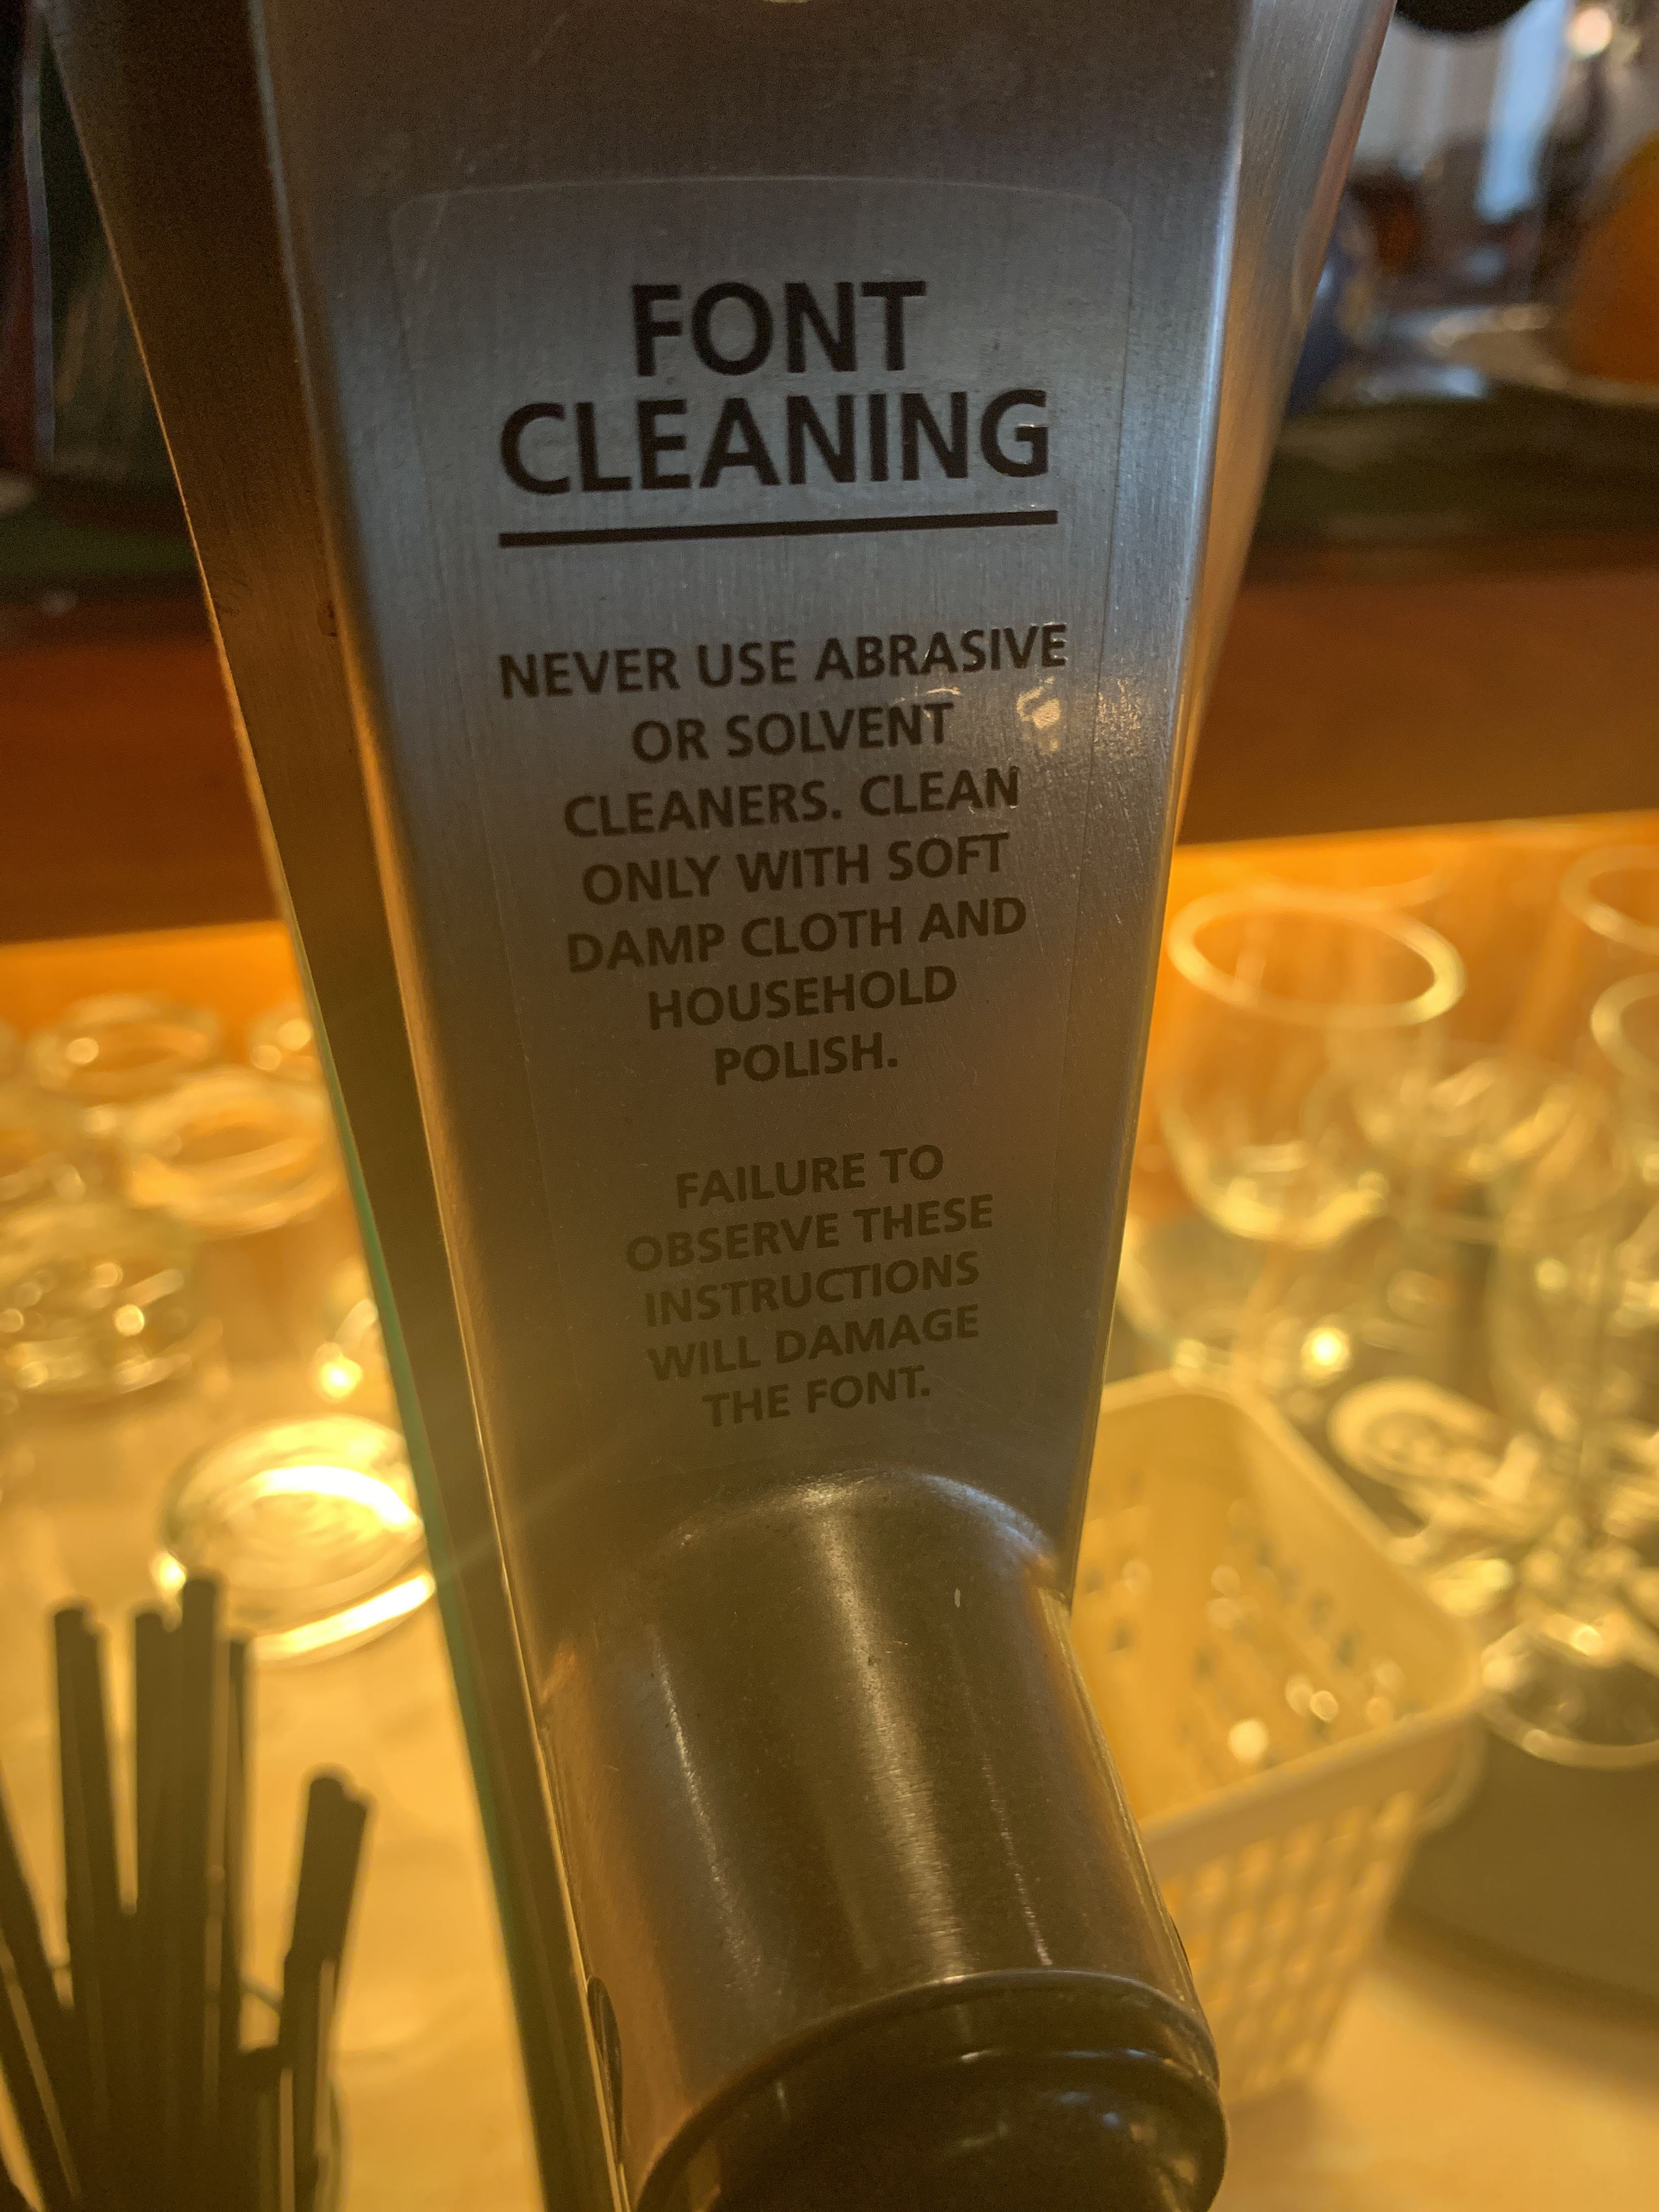 FONT
CLEANING
NEVER USE ABRASIVE
OR SOLVENT
CLEANERS. CLEAN
ONLY WITH SOFT
DAMP CLOTH AND
HOUSEHOLD
POLISH.
FAILURE TO
OBSERVE THESE
INSTRUCTIONS
WILL DAMAGE
THE FONT.